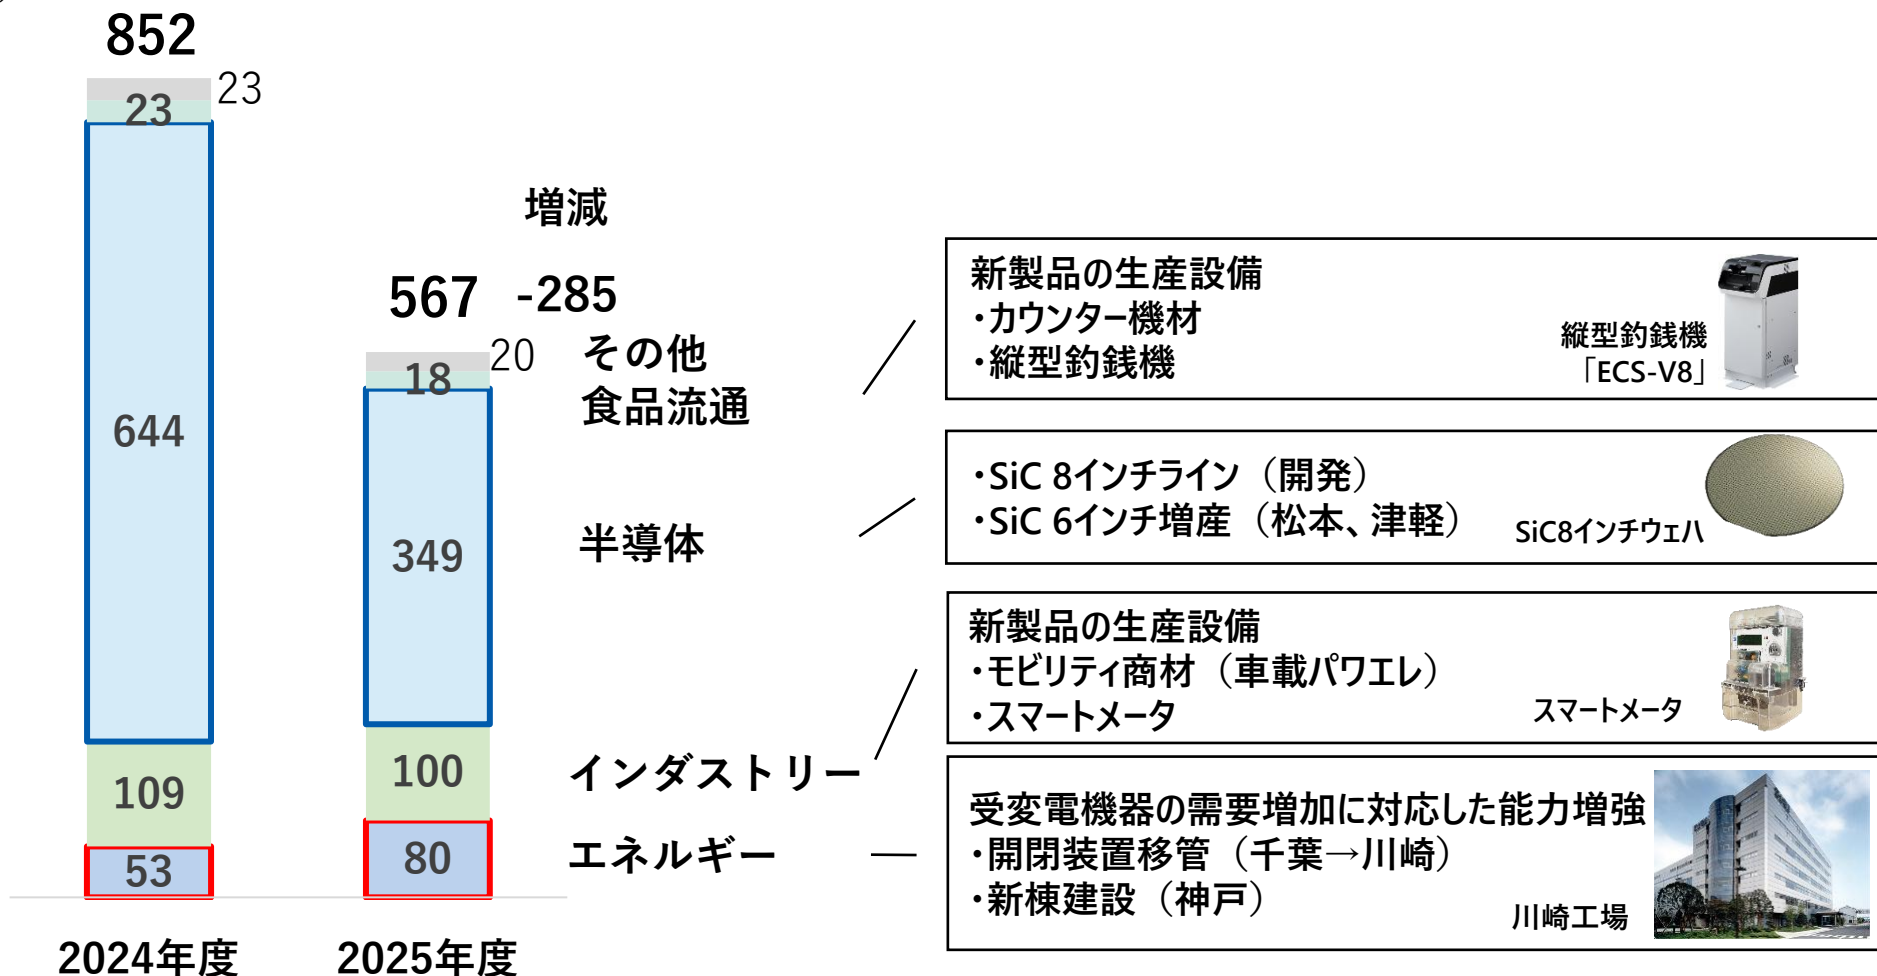 852
23
23
644
109
53
2024年度
増減
567 -285
20
18
349
100
80
2025年度
その他
食品流通
半導体
インダストリー
エネルギー
新製品の生産設備
・カウンター機材
・縦型釣銭機
縦型釣銭機
「ECS-V8」
・SiC 8インチライン（開発）
・SiC 6インチ増産（松本、津軽）
SiC8インチウェハ
新製品の生産設備
・モビリティ商材（車載パワエレ）
・スマートメータ
スマートメータ
受変電機器の需要増加に対応した能力増強
・開閉装置移管（千葉→川崎）
・新棟建設（神戸）
川崎工場